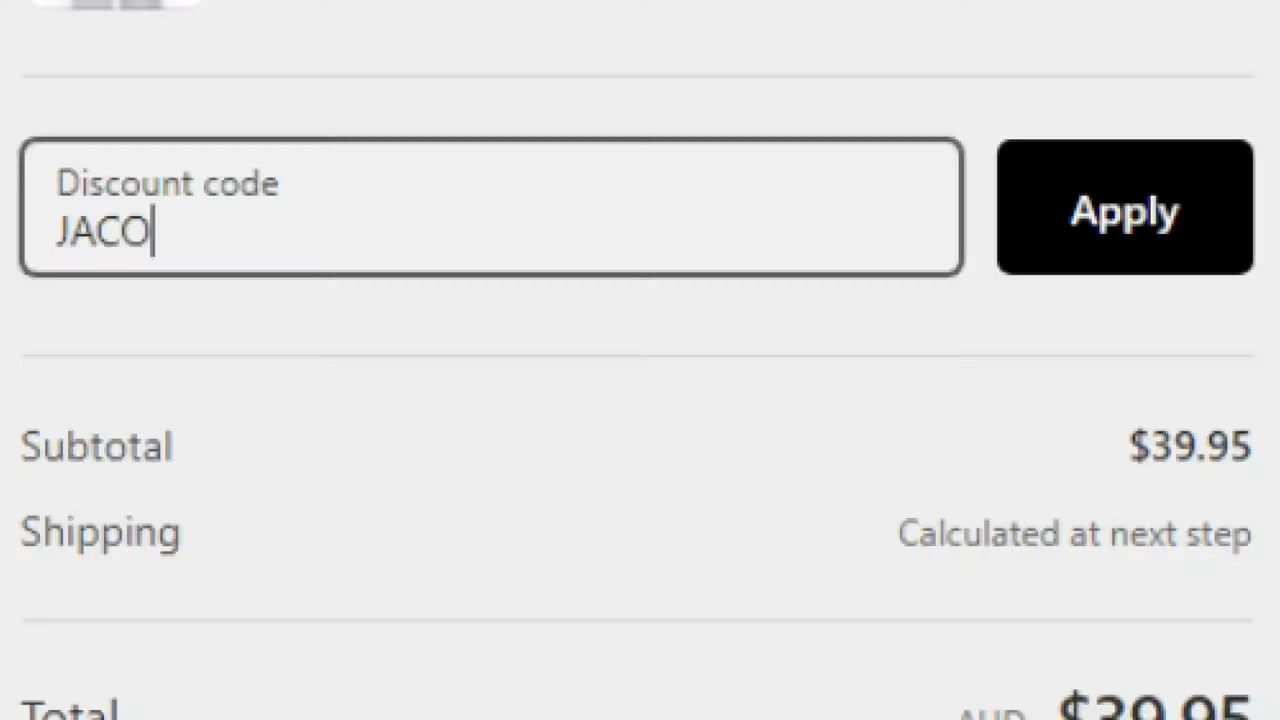 Discount code
JACO
Apply
Subtotal $39.95
Shipping Calculated at next step
Total AUD $39.95